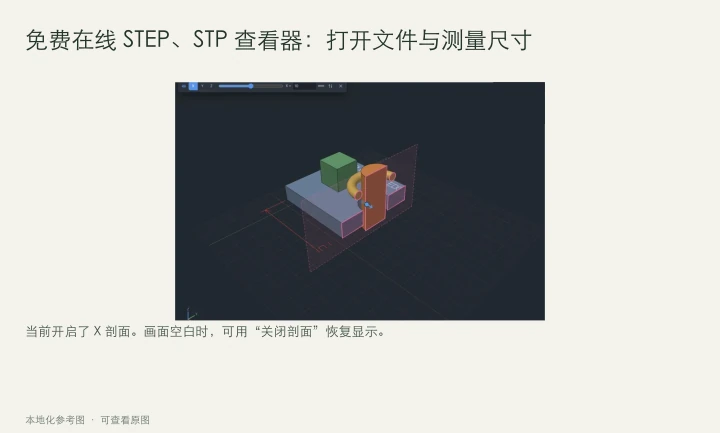 免费在线 STEP、STP 查看器：打开文件与测量尺寸
当前开启了 X 剖面。画面空白时，可用“关闭剖面”恢复显示。
本地化参考图 · 可查看原图